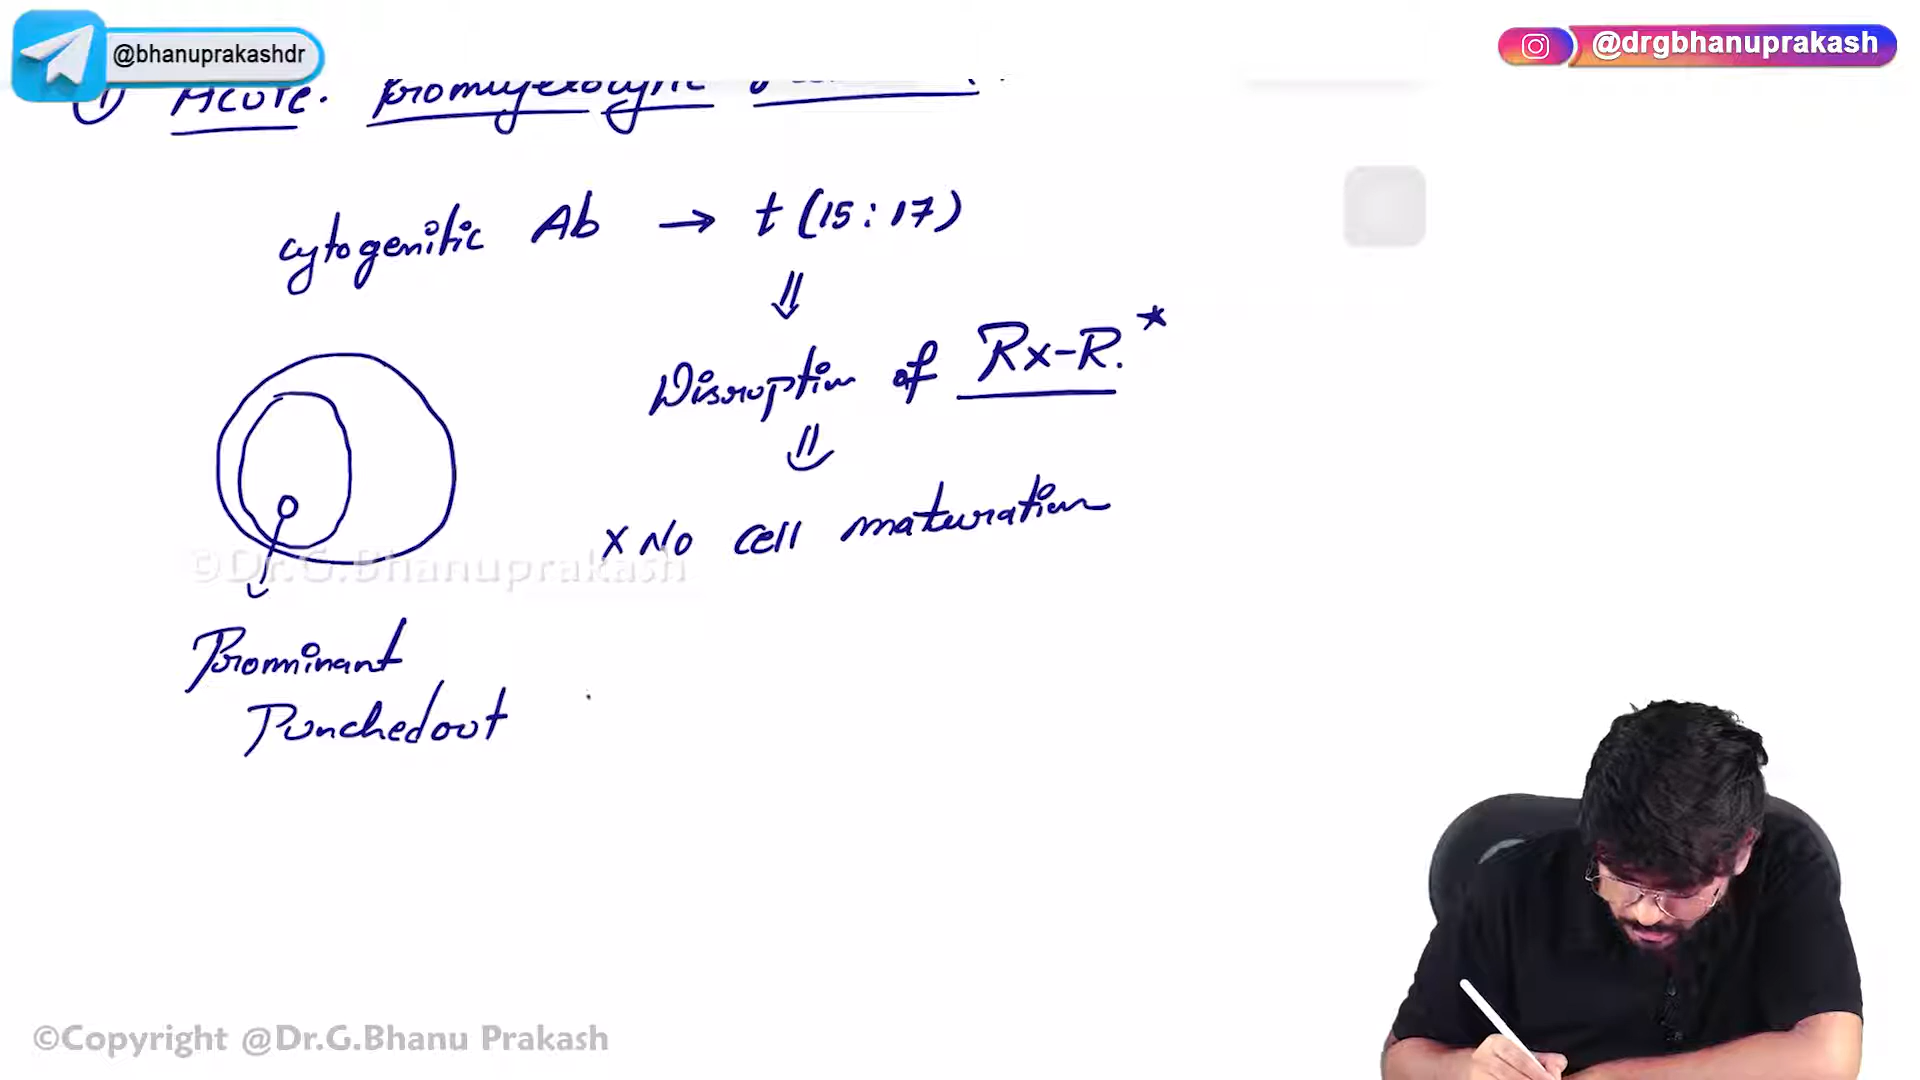 @bhanuprakashdr
@drgbhanuprakash
① Acute. promyelocytic
cytogenitic Ab → t (15 : 17)
⇓
Disruption of Rx-R. *
⇓
x No cell maturation
©Dr.G.Bhanuprakash
Prominant
Punchedout
©Copyright @Dr.G.Bhanu Prakash